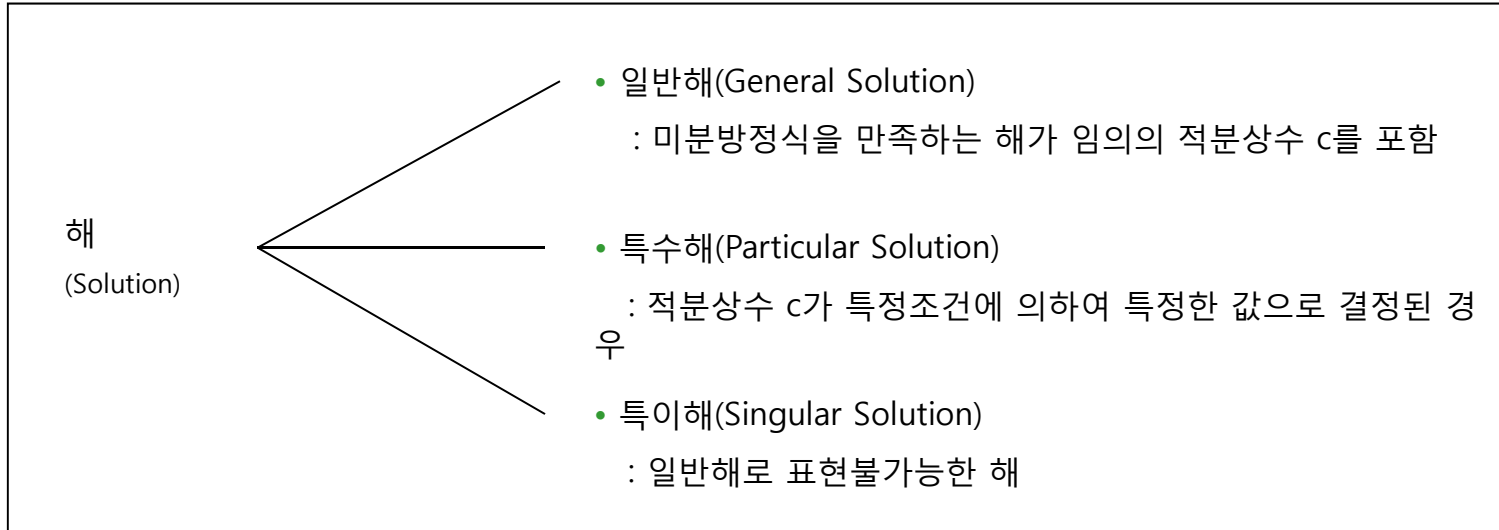 • 일반해(General Solution)
: 미분방정식을 만족하는 해가 임의의 적분상수 c를 포함
해
(Solution)
• 특수해(Particular Solution)
: 적분상수 c가 특정조건에 의하여 특정한 값으로 결정된 경
우
• 특이해(Singular Solution)
: 일반해로 표현불가능한 해